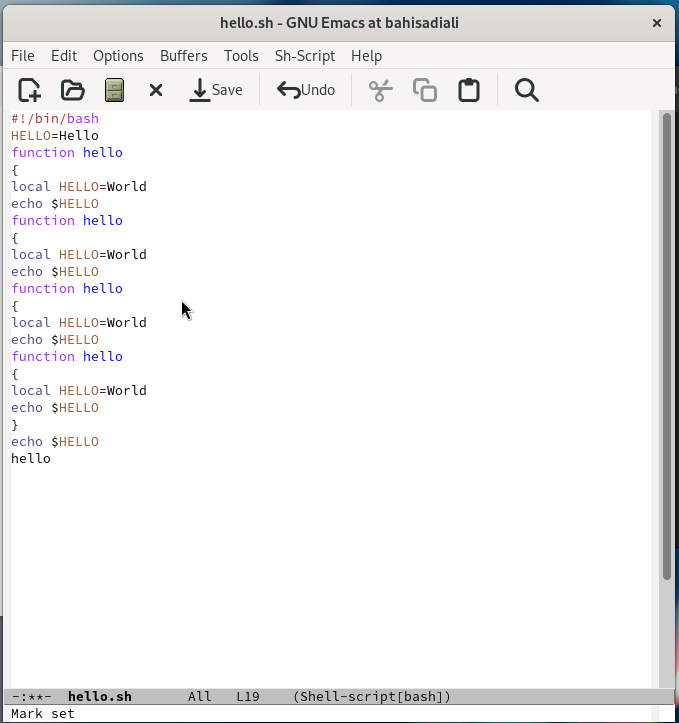 hello.sh - GNU Emacs at bahisadiali
File Edit Options Buffers Tools Sh-Script Help
Save Undo
#!/bin/bash
HELLO=Hello
function hello
{
local HELLO=World
echo $HELLO
function hello
{
local HELLO=World
echo $HELLO
function hello
{
local HELLO=World
echo $HELLO
function hello
{
local HELLO=World
echo $HELLO
}
echo $HELLO
hello
-:**- hello.sh All L19 (Shell-script[bash])
Mark set